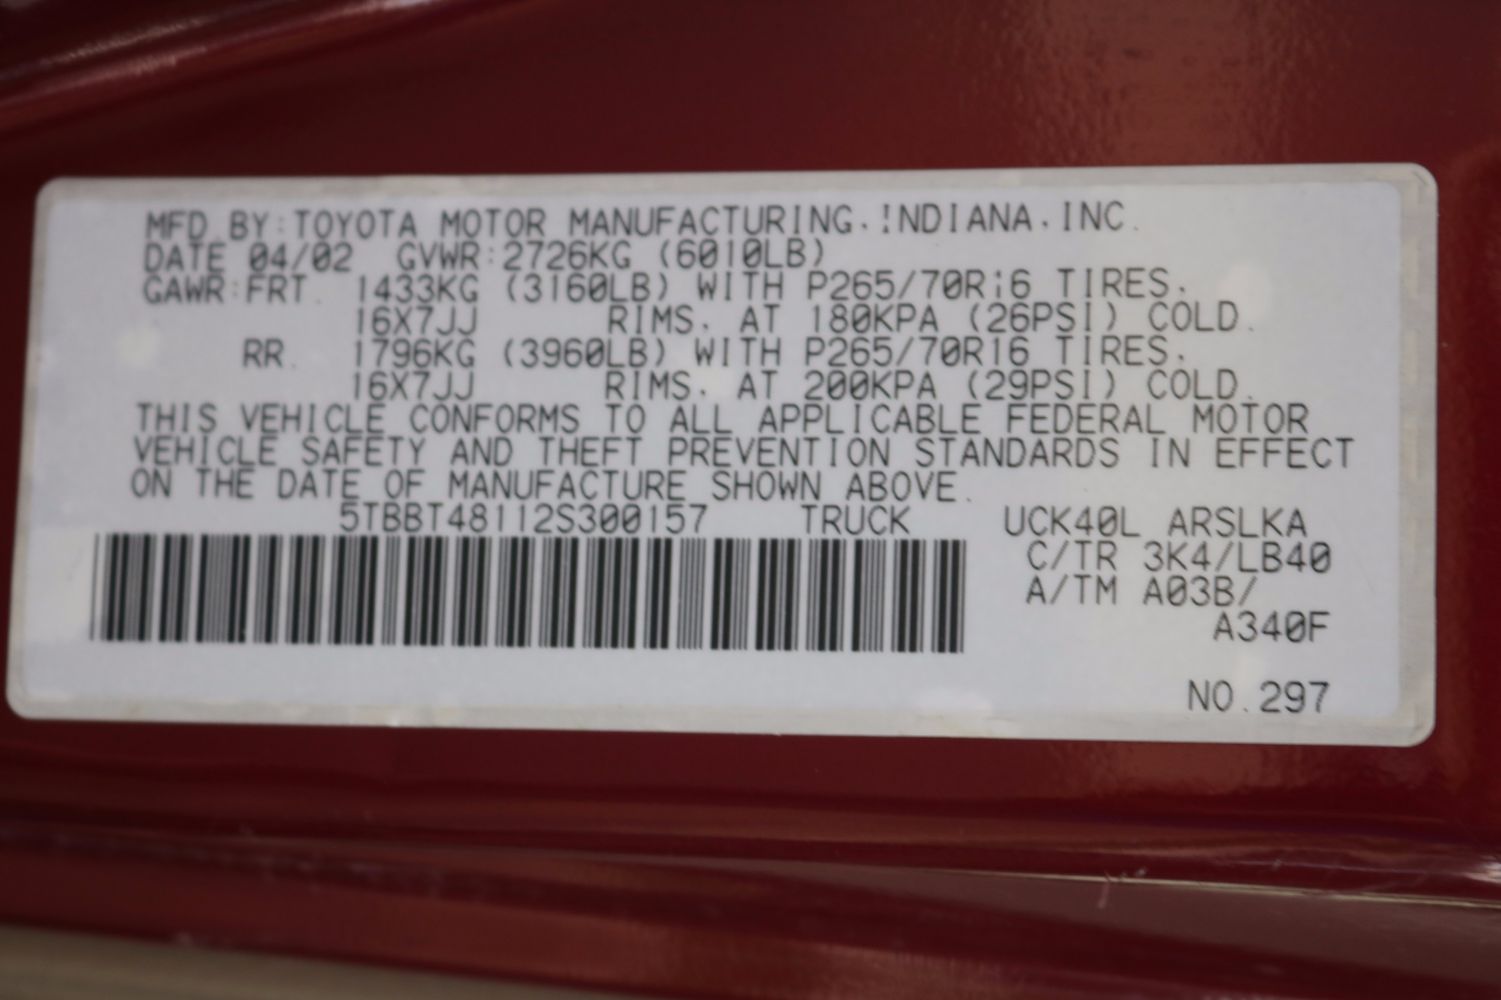 MFD. BY: TOYOTA MOTOR MANUFACTURING, INDIANA, INC.
DATE 04/02 GVWR: 2726KG (6010LB)
GAWR: FRT. 1433KG (3160LB) WITH P265/70R16 TIRES,
16X7JJ RIMS, AT 180KPA (26PSI) COLD.
RR. 1796KG (3960LB) WITH P265/70R16 TIRES,
16X7JJ RIMS, AT 200KPA (29PSI) COLD.
THIS VEHICLE CONFORMS TO ALL APPLICABLE FEDERAL MOTOR
VEHICLE SAFETY AND THEFT PREVENTION STANDARDS IN EFFECT
ON THE DATE OF MANUFACTURE SHOWN ABOVE.
5TBBT48112S300157 TRUCK UCK40L ARSLKA
C/TR 3K4/LB40
A/TM A03B/
A340F
NO. 297